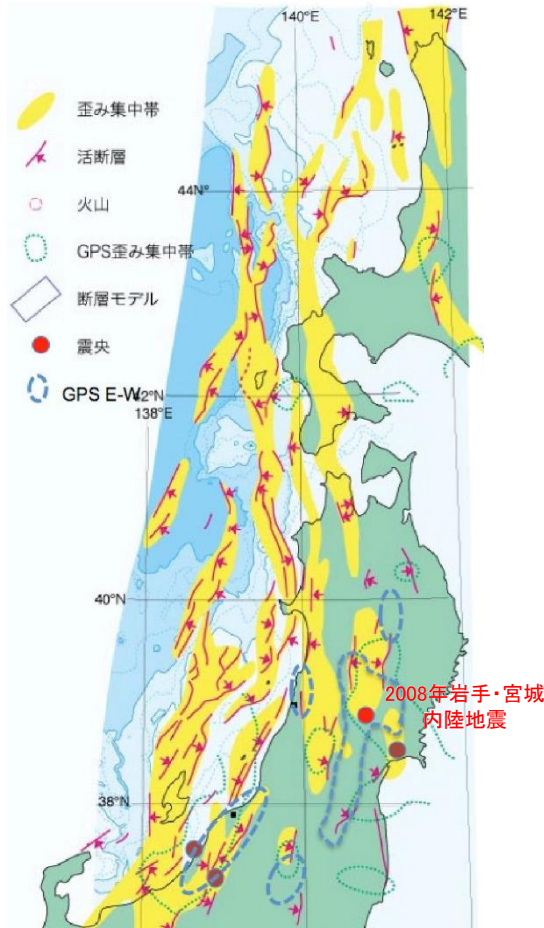 140°E
142°E
歪み集中帯
活断層
火山
44N°
GPS歪み集中帯
断層モデル
震央
GPS E-W
42°N
138°E
40°N
2008年岩手・宮城
内陸地震
38°N